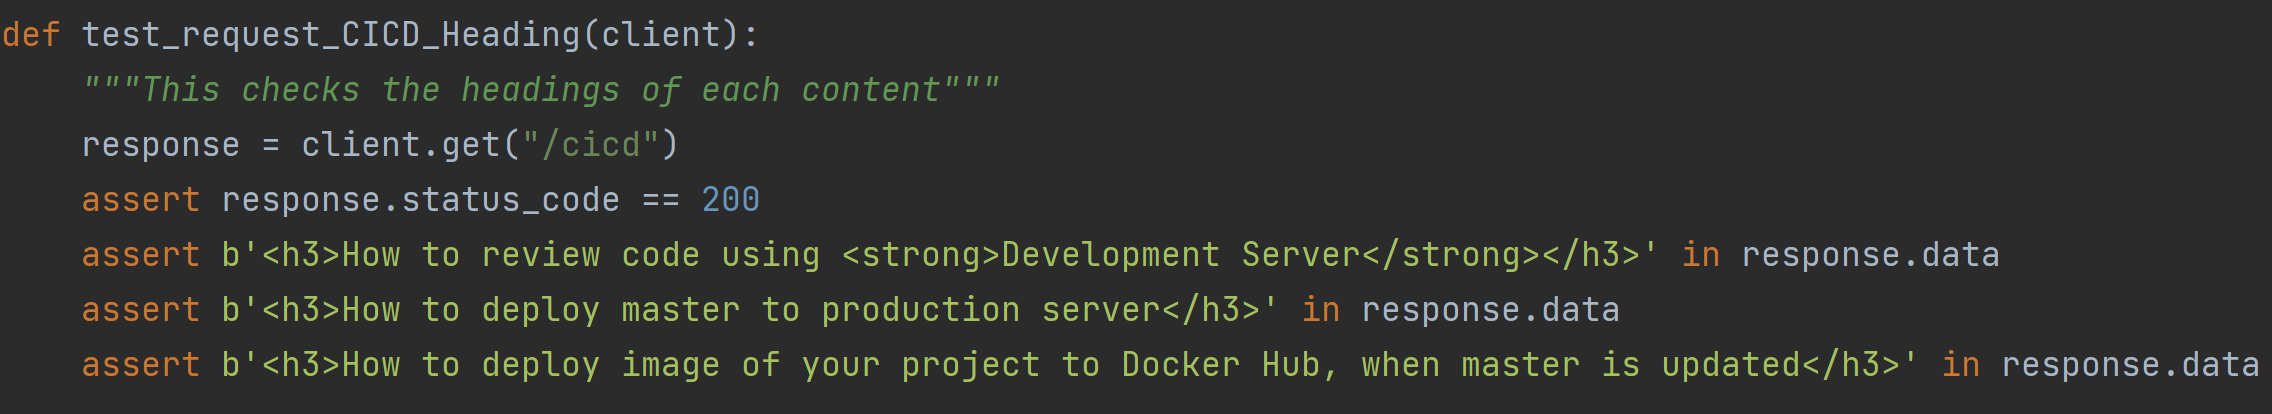 def test_request_CICD_Heading(client):
    """This checks the headings of each content"""
    response = client.get("/cicd")
    assert response.status_code == 200
    assert b'<h3>How to review code using <strong>Development Server</strong></h3>' in response.data
    assert b'<h3>How to deploy master to production server</h3>' in response.data
    assert b'<h3>How to deploy image of your project to Docker Hub, when master is updated</h3>' in response.data